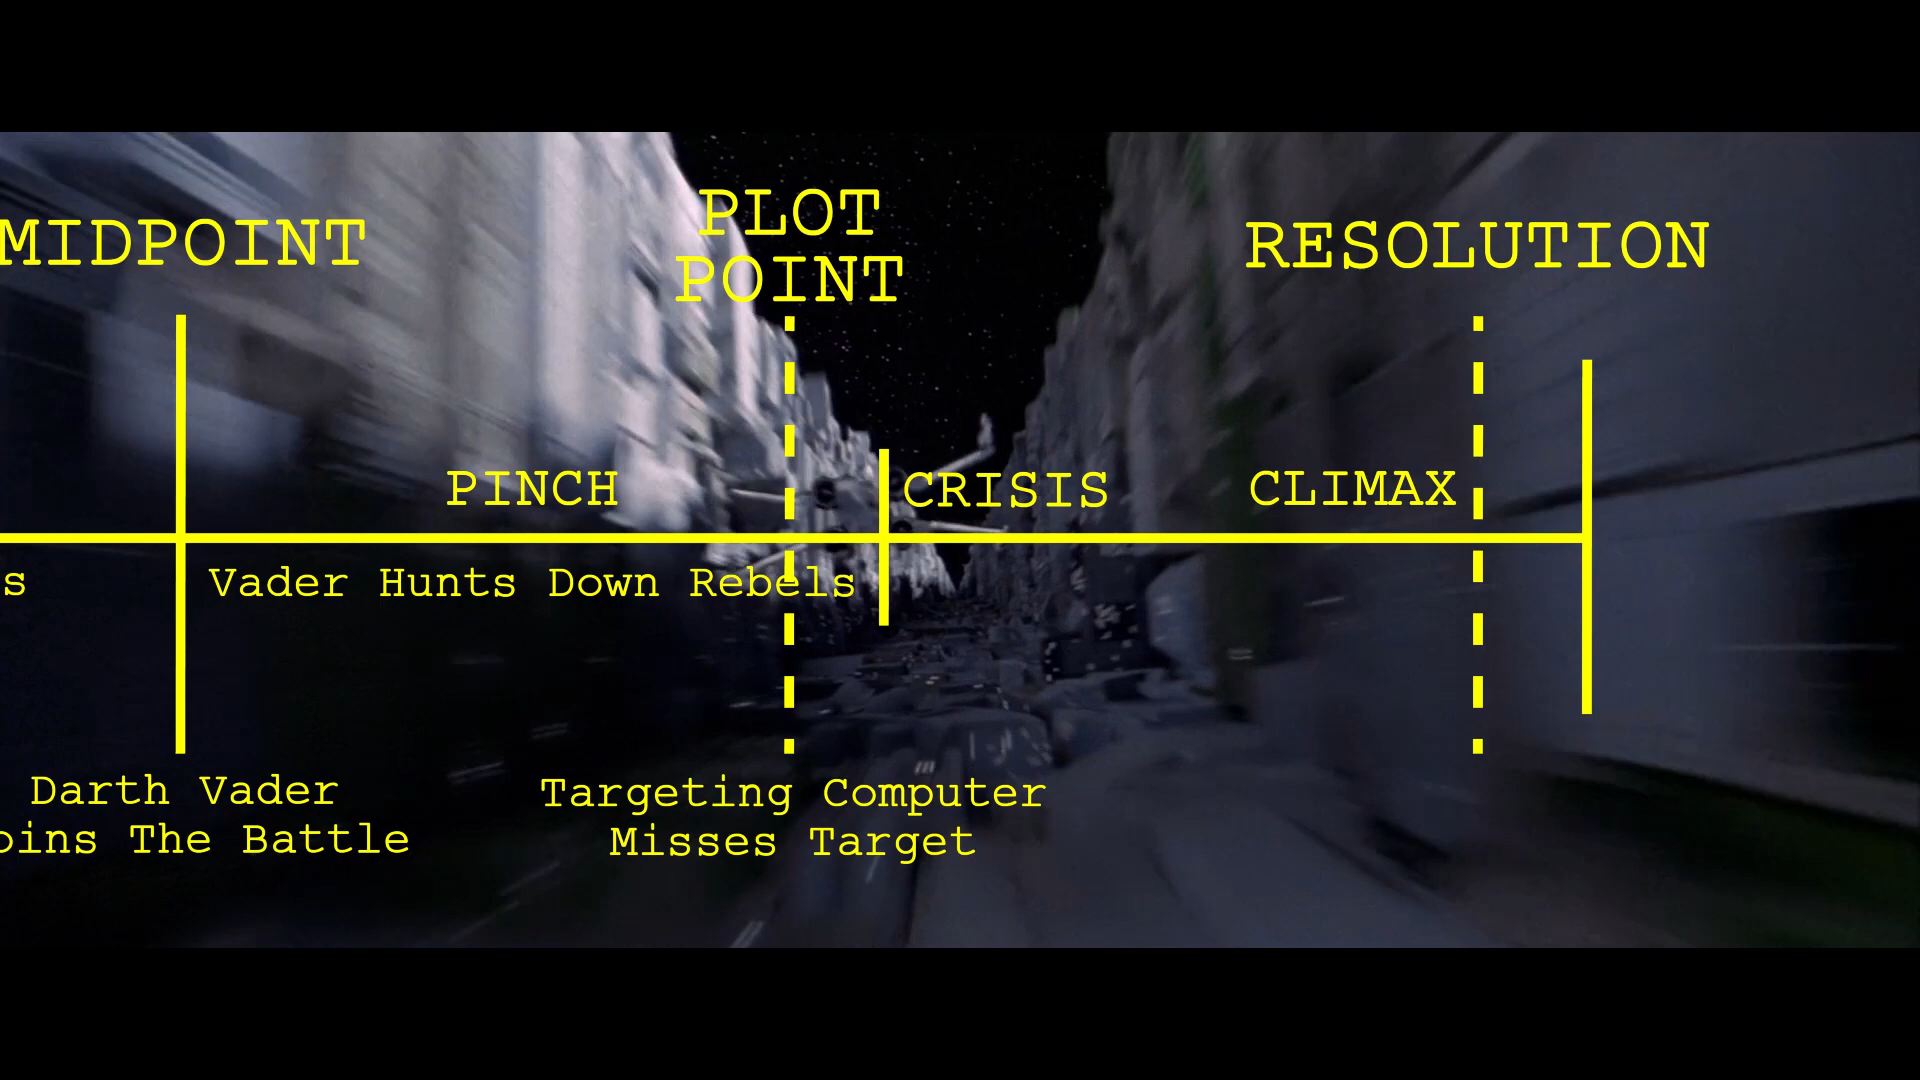 MIDPOINT
PLOT
POINT
RESOLUTION
PINCH
CRISIS
CLIMAX
s
Vader Hunts Down Rebels
Darth Vader
oins The Battle
Targeting Computer
Misses Target